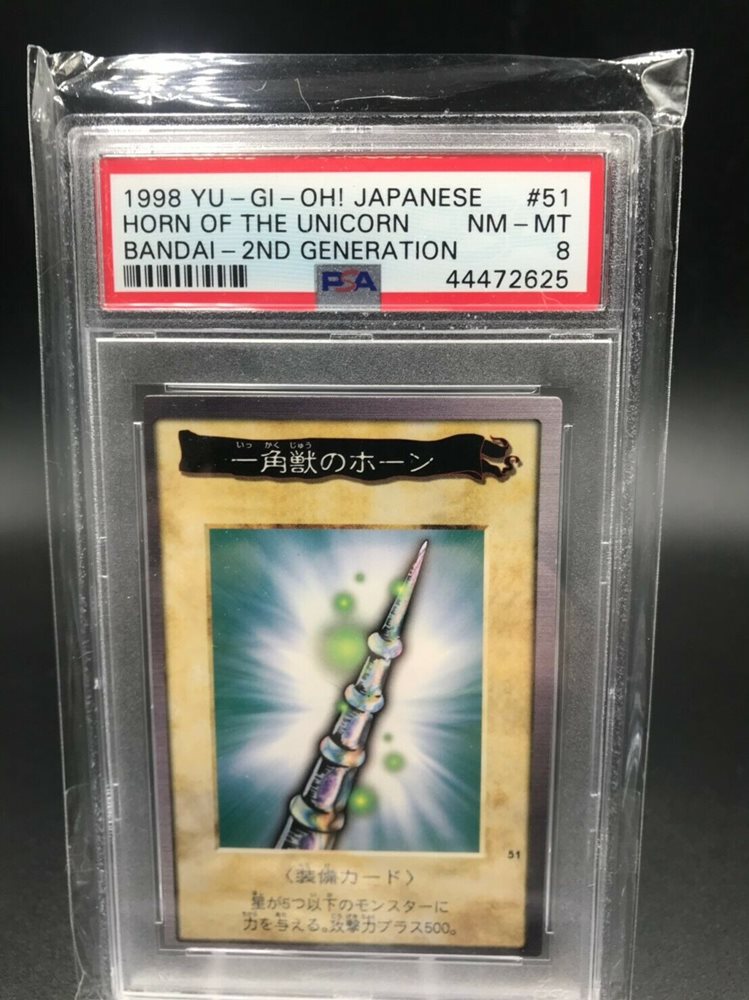 1998 YU-GI-OH! JAPANESE #51
HORN OF THE UNICORN NM-MT
BANDAI-2ND GENERATION 8
PSA 44472625
いっかくじゅう
一角獣のホーン
51
〈装備カード〉
星が5つ以下のモンスターに
力を与える。攻撃力プラス500。